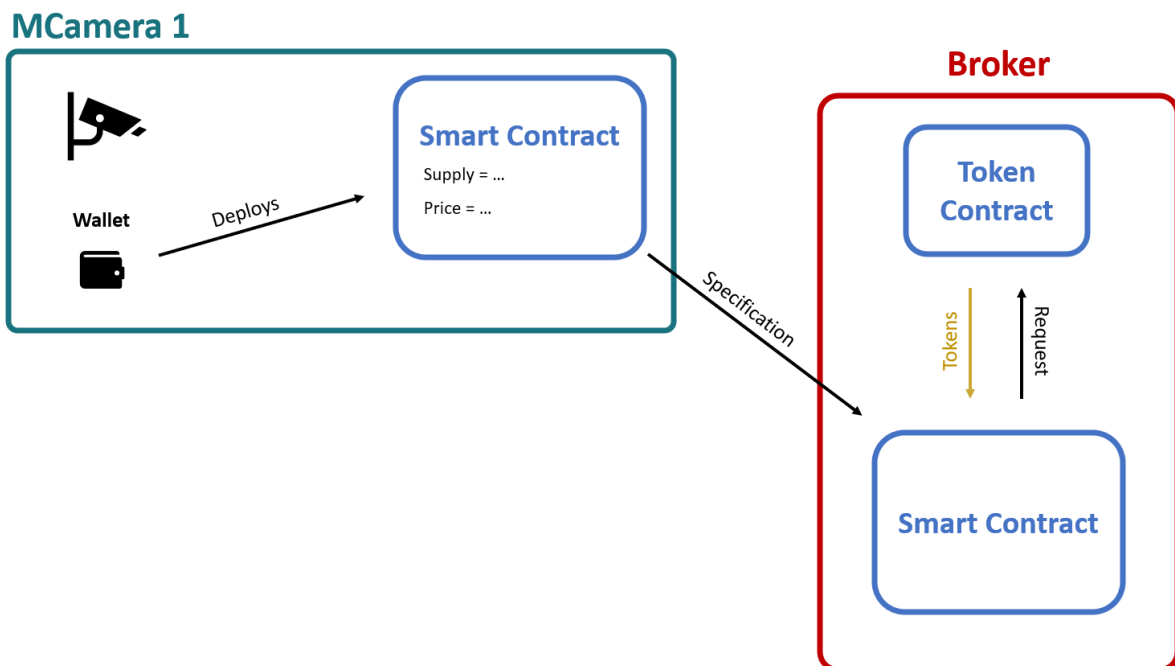 MCamera 1
Broker
Smart Contract
Supply = ...
Price = ...
Wallet
Deploys
Token
Contract
Specification
Tokens
Request
Smart Contract